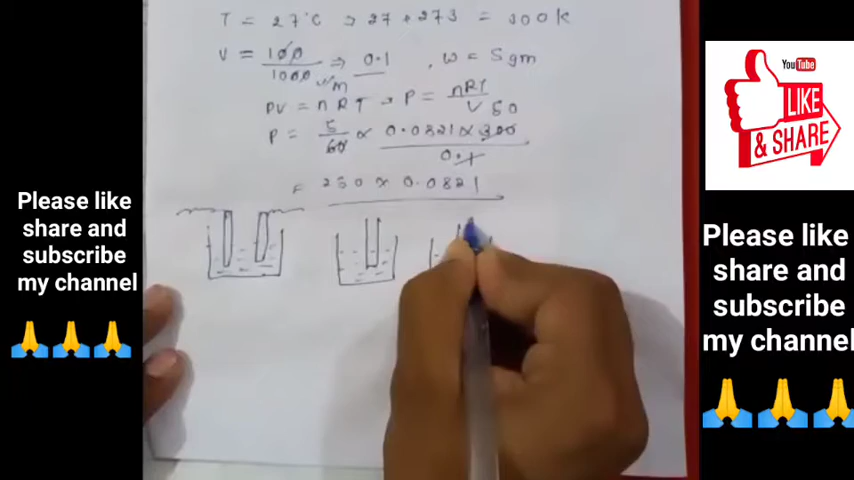 T = 27°C ⇒ 27 + 273 = 300k
V = 100/1000 ⇒ 0.1 , w = 5gm
w/m
PV = nRT → P = nRT/V
50
P = 5/60 × 0.0821×300/0.1
= 250 × 0.0821
Please like
share and
subscribe
my channel
🙏🙏🙏
YouTube
LIKE
& SHARE
Please like
share and
subscribe
my channel
🙏🙏🙏